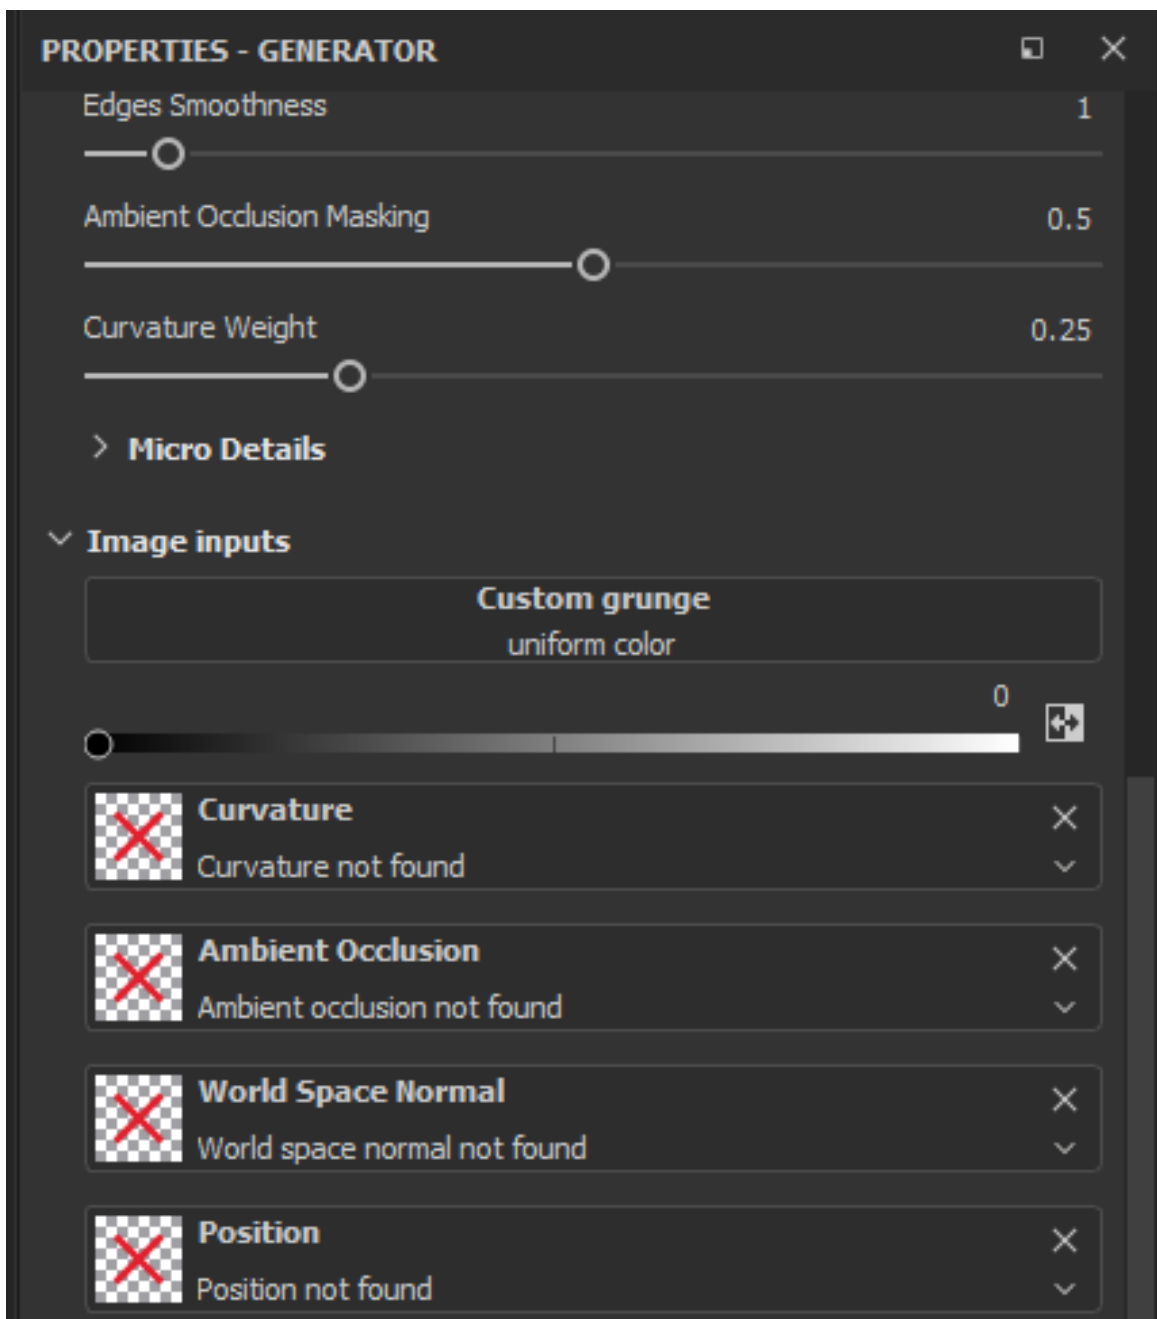 PROPERTIES - GENERATOR
Edges Smoothness 1
Ambient Occlusion Masking 0.5
Curvature Weight 0.25
Micro Details
Image inputs
Custom grunge
uniform color
0
Curvature
Curvature not found
Ambient Occlusion
Ambient occlusion not found
World Space Normal
World space normal not found
Position
Position not found